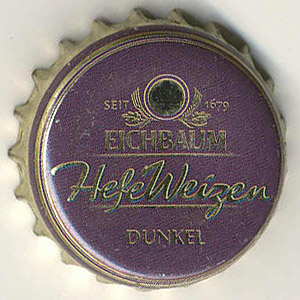 SEIT 1679
EICHBAUM
HefeWeizen
DUNKEL